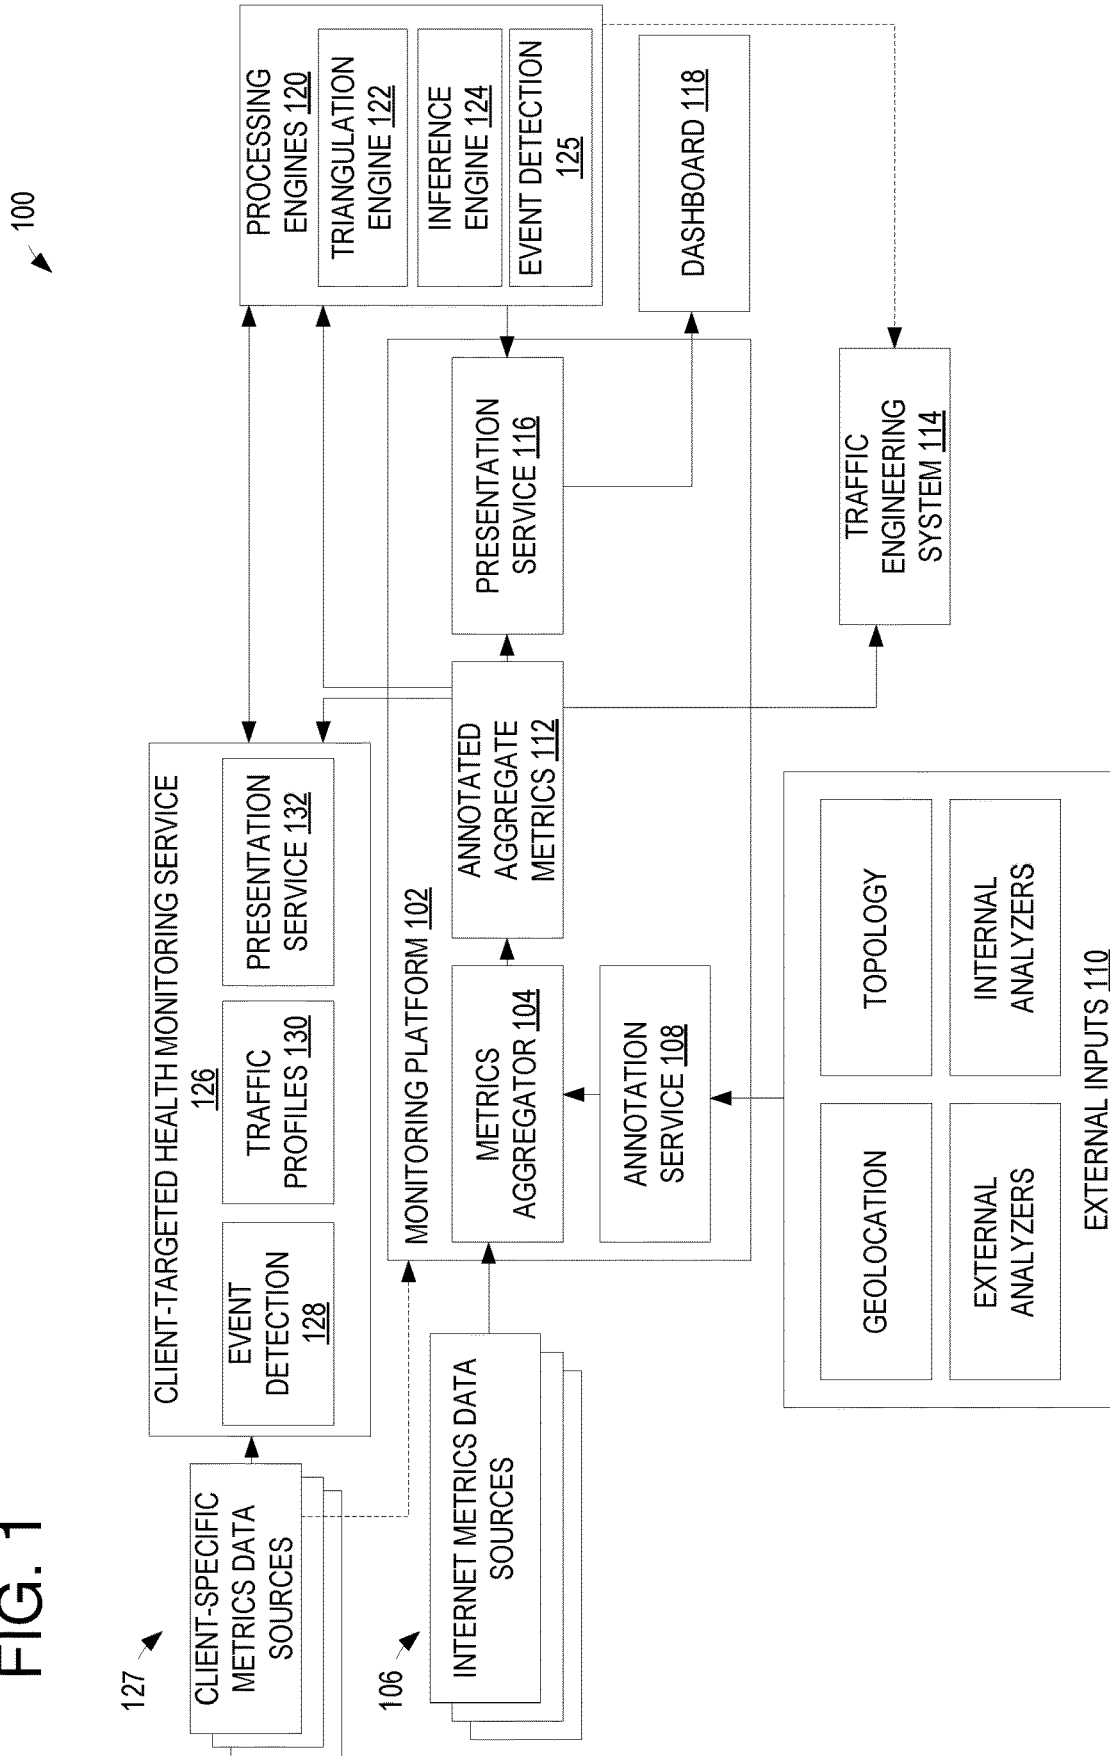 FIG. 1
100
127
CLIENT-SPECIFIC
METRICS DATA
SOURCES
CLIENT-TARGETED HEALTH MONITORING SERVICE
126
EVENT
DETECTION
128
TRAFFIC
PROFILES 130
PRESENTATION
SERVICE 132
PROCESSING
ENGINES 120
TRIANGULATION
ENGINE 122
INFERENCE
ENGINE 124
EVENT DETECTION
125
106
INTERNET METRICS DATA
SOURCES
MONITORING PLATFORM 102
METRICS
AGGREGATOR 104
ANNOTATION
SERVICE 108
ANNOTATED
AGGREGATE
METRICS 112
PRESENTATION
SERVICE 116
DASHBOARD 118
TRAFFIC
ENGINEERING
SYSTEM 114
GEOLOCATION
TOPOLOGY
EXTERNAL
ANALYZERS
INTERNAL
ANALYZERS
EXTERNAL INPUTS 110